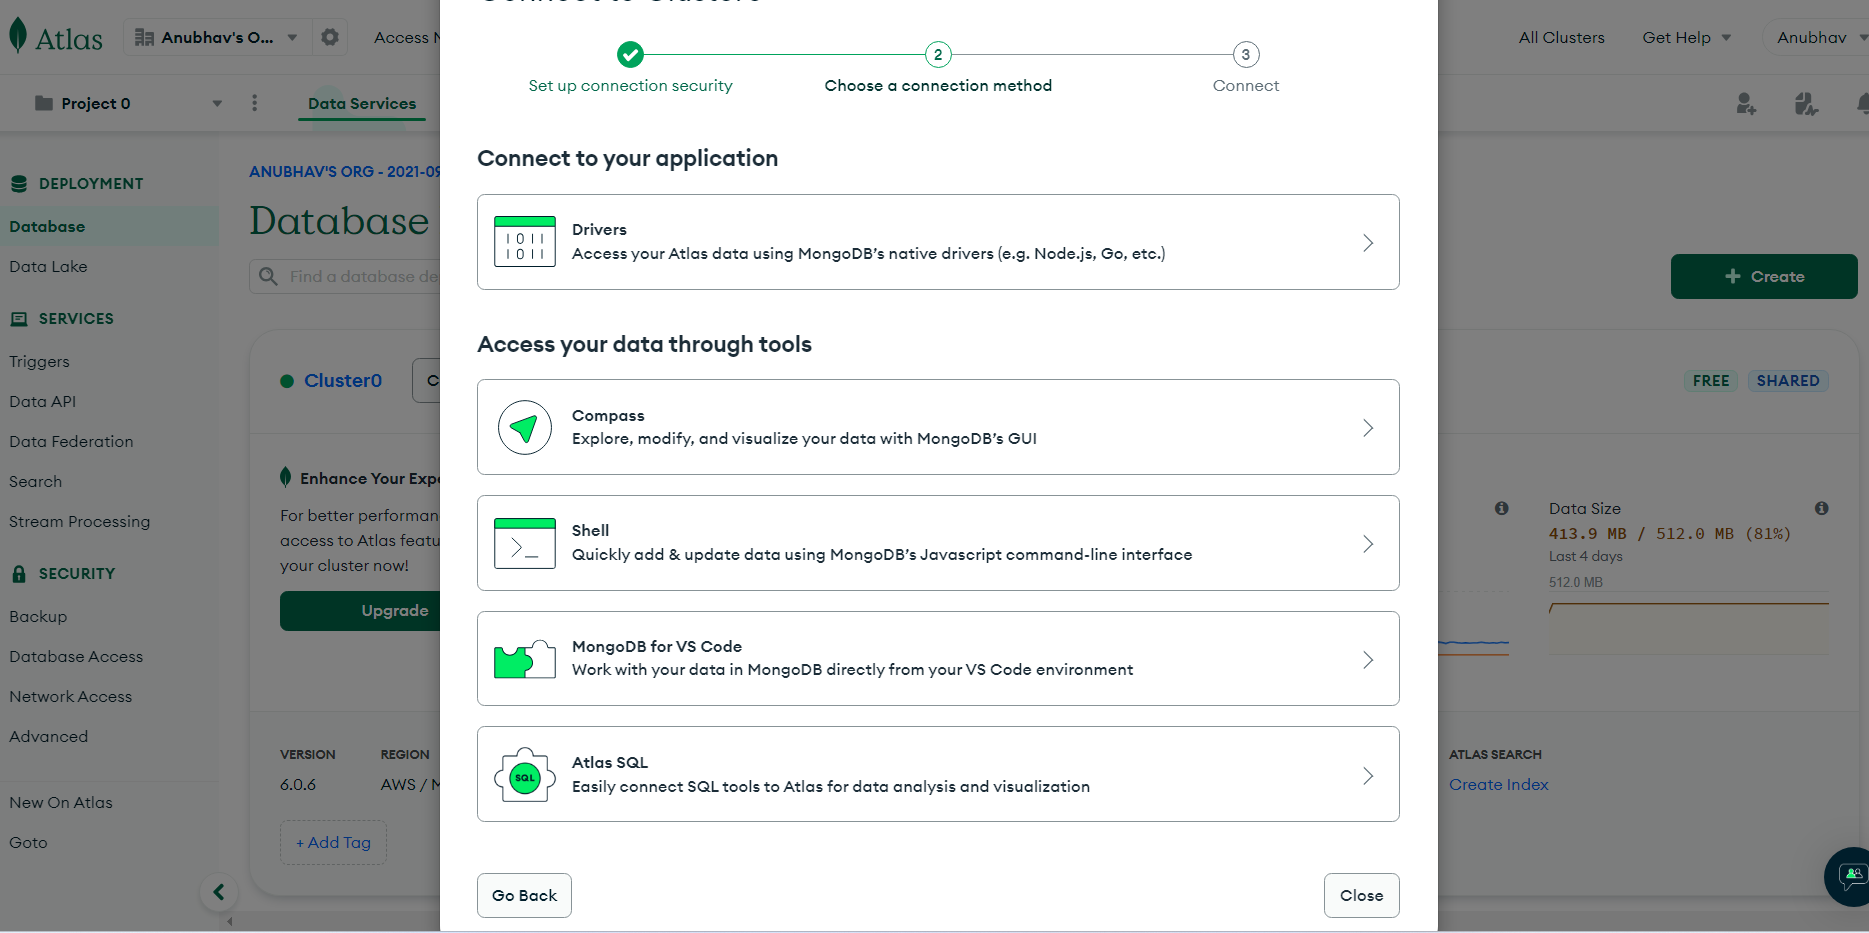 Connect to Cluster0
Atlas
Anubhav's O...
Access
All Clusters
Get Help
Anubhav
2
3
Set up connection security
Choose a connection method
Connect
Project 0
Data Services
Connect to your application
DEPLOYMENT
Database
Data Lake
SERVICES
Triggers
Data API
Data Federation
Search
Stream Processing
SECURITY
Backup
Database Access
Network Access
Advanced
New On Atlas
Goto
ANUBHAV'S ORG - 2021-09
Database
Find a database de
+ Create
Cluster0
C
FREE
SHARED
Enhance Your Expe
For better performan
access to Atlas featu
your cluster now!
Upgrade
VERSION
REGION
6.0.6
AWS / M
+ Add Tag
1011
1011
Drivers
Access your Atlas data using MongoDB’s native drivers (e.g. Node.js, Go, etc.)
Access your data through tools
Compass
Explore, modify, and visualize your data with MongoDB’s GUI
Shell
Quickly add & update data using MongoDB’s Javascript command-line interface
MongoDB for VS Code
Work with your data in MongoDB directly from your VS Code environment
SQL
Atlas SQL
Easily connect SQL tools to Atlas for data analysis and visualization
Go Back
Close
Data Size
413.9 MB / 512.0 MB (81%)
Last 4 days
512.0 MB
ATLAS SEARCH
Create Index